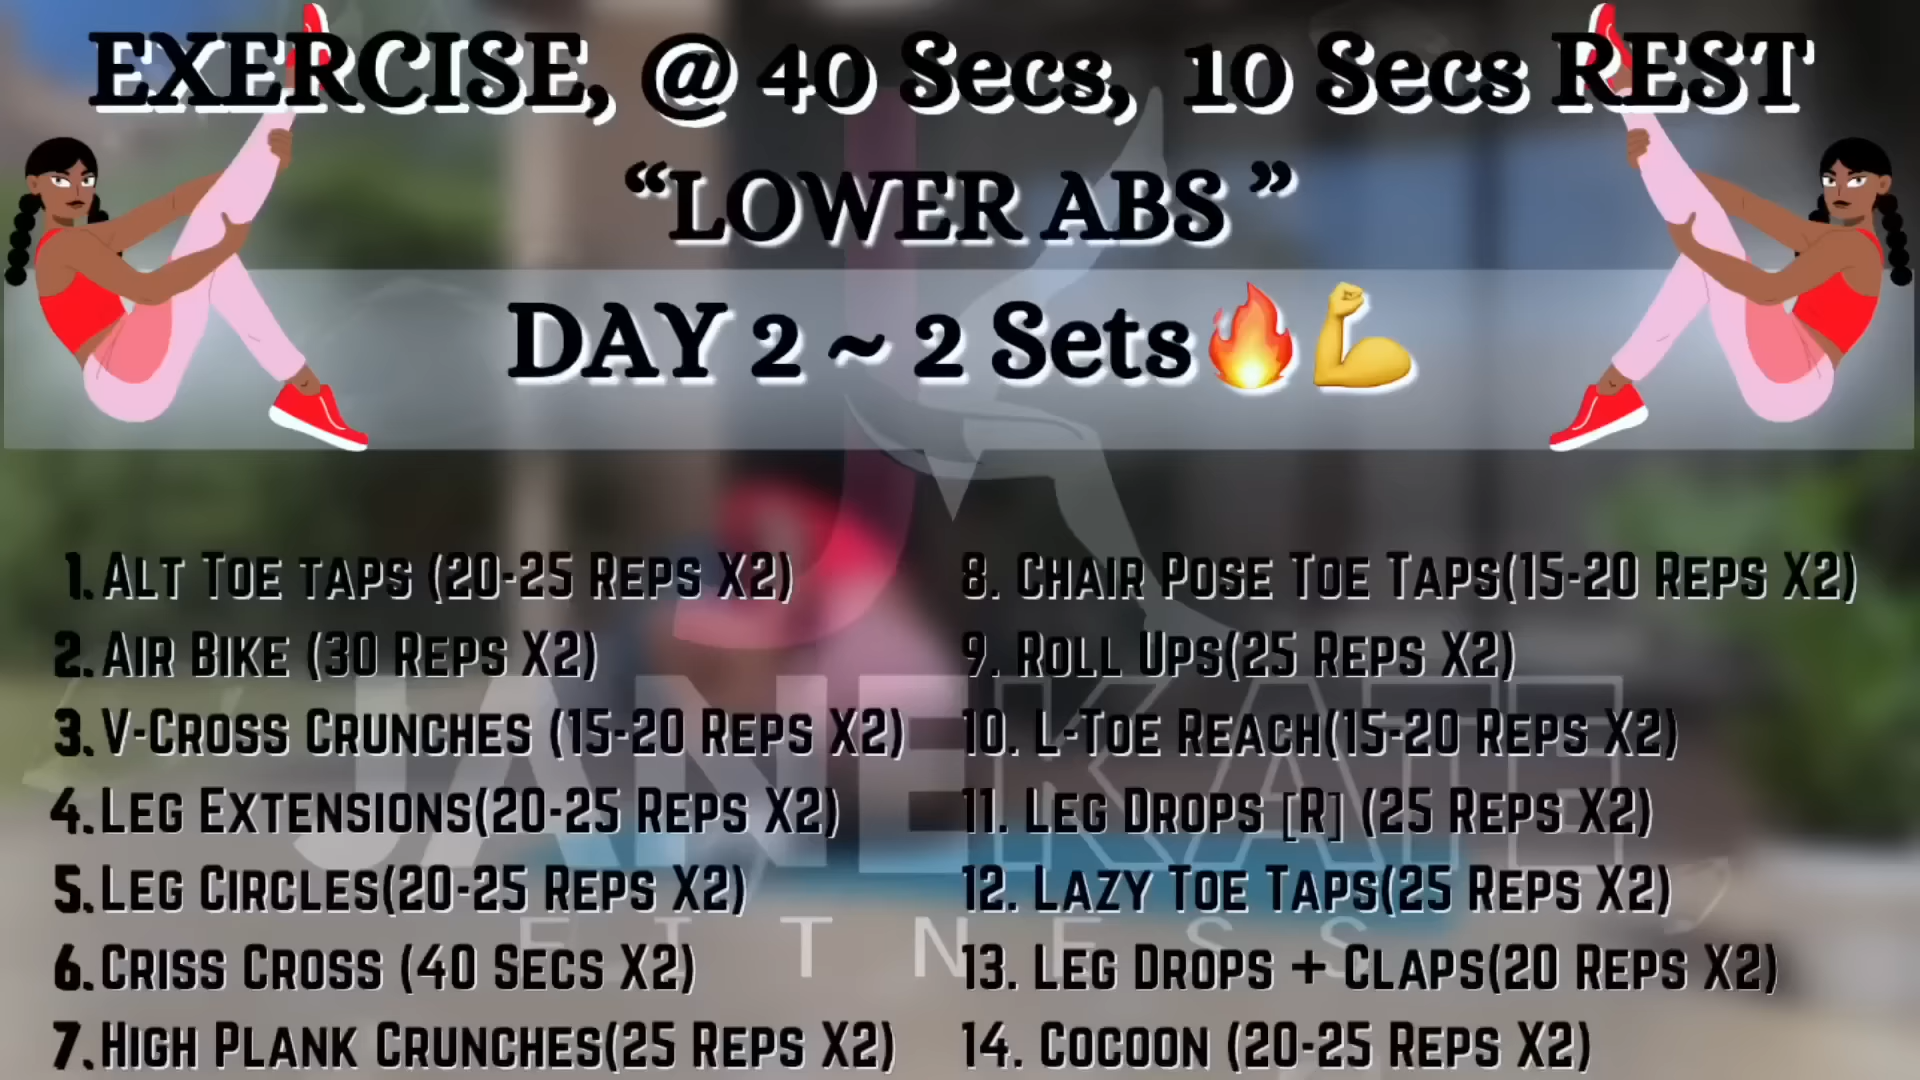 EXERCISE, @ 40 Secs, 10 Secs REST
“LOWER ABS ”
DAY 2 ~ 2 Sets🔥💪
1. ALT TOE TAPS (20-25 REPS X2)
2. AIR BIKE (30 REPS X2)
3. V-CROSS CRUNCHES (15-20 REPS X2)
4. LEG EXTENSIONS(20-25 REPS X2)
5. LEG CIRCLES(20-25 REPS X2)
6. CRISS CROSS (40 SECS X2)
7. HIGH PLANK CRUNCHES(25 REPS X2)
8. CHAIR POSE TOE TAPS(15-20 REPS X2)
9. ROLL UPS(25 REPS X2)
10. L-TOE REACH(15-20 REPS X2)
11. LEG DROPS [R] (25 REPS X2)
12. LAZY TOE TAPS(25 REPS X2)
13. LEG DROPS + CLAPS(20 REPS X2)
14. COCOON (20-25 REPS X2)
JANEKATE
FITNESS